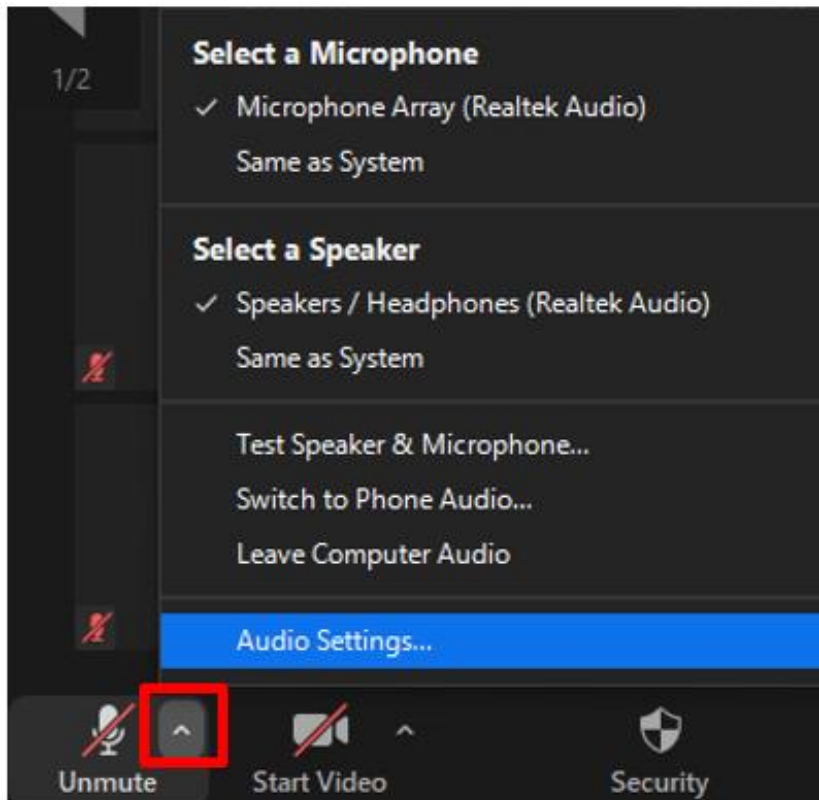 1/2
Select a Microphone
✓ Microphone Array (Realtek Audio)
Same as System
Select a Speaker
✓ Speakers / Headphones (Realtek Audio)
Same as System
Test Speaker & Microphone...
Switch to Phone Audio...
Leave Computer Audio
Audio Settings...
Unmute
Start Video
Security